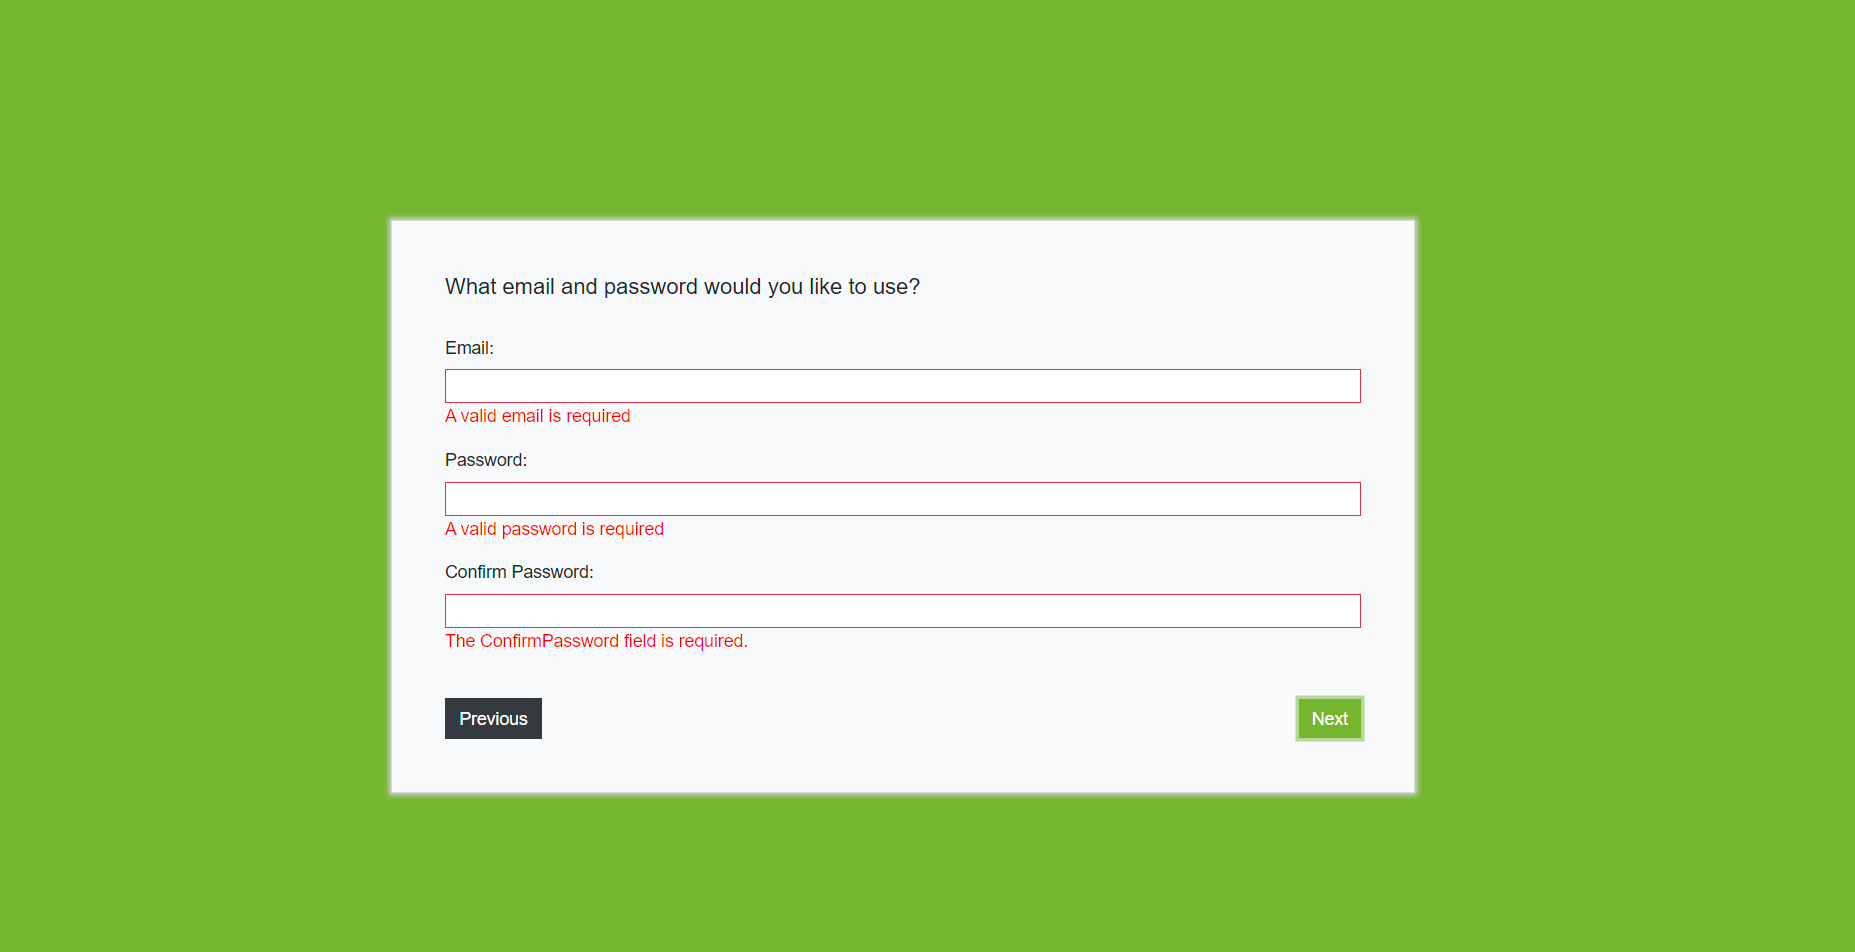 What email and password would you like to use?
Email:
A valid email is required
Password:
A valid password is required
Confirm Password:
The ConfirmPassword field is required.
Previous
Next